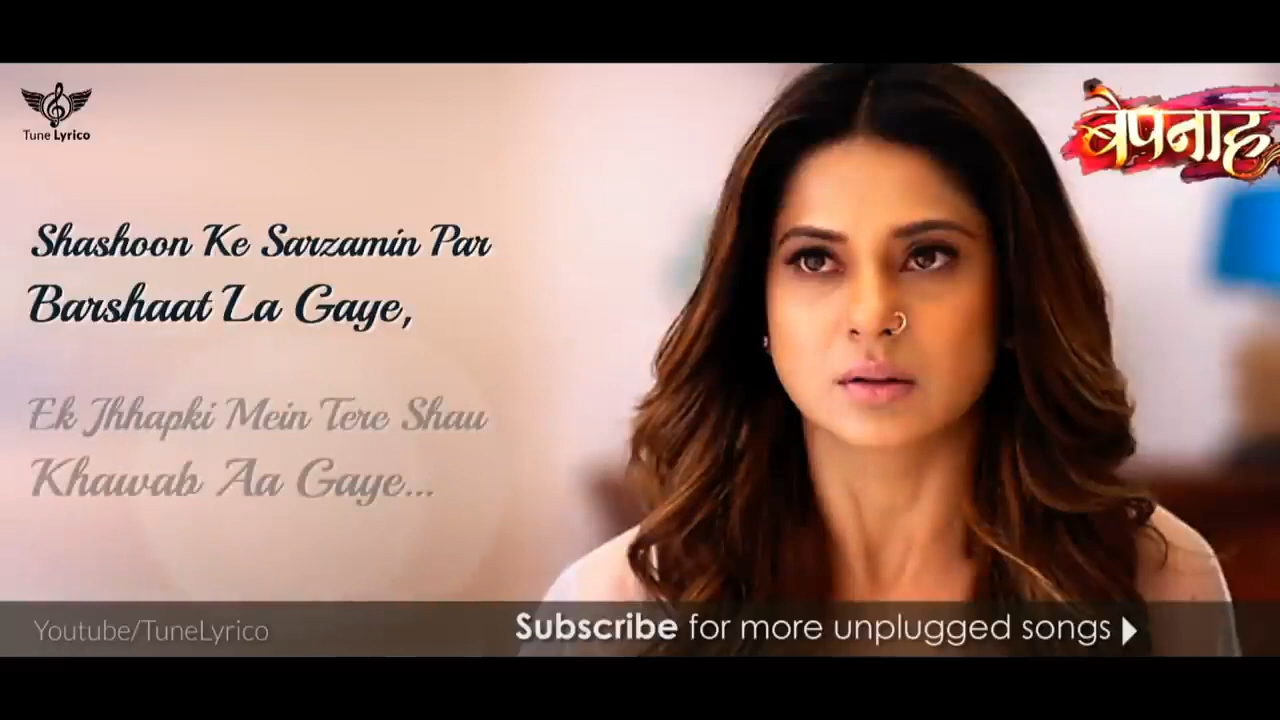 Tune Lyrico
बेपनाह
Shashoon Ke Sarzamin Par
Barshaat La Gaye,
Ek Jhhapki Mein Tere Shau
Khawab Aa Gaye...
Youtube/TuneLyrico
Subscribe for more unplugged songs